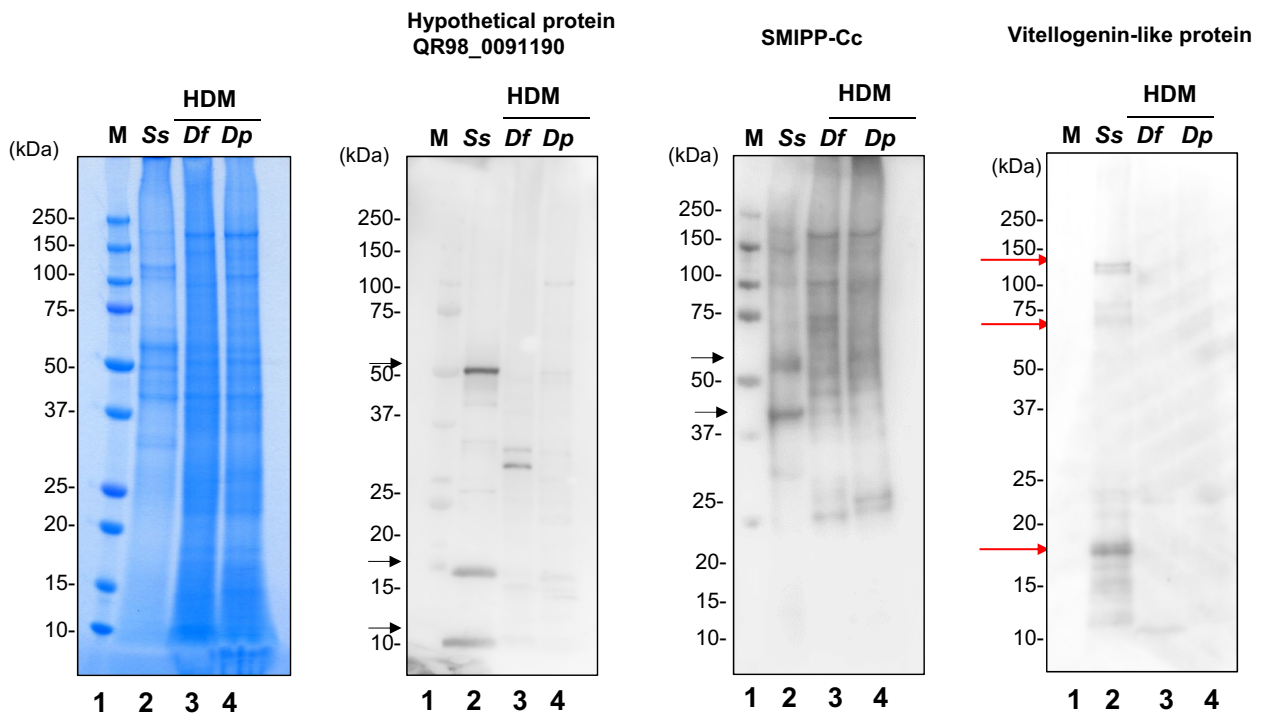 Hypothetical protein
QR98_0091190
SMIPP-Cc
Vitellogenin-like protein
HDM
M Ss Df Dp
(kDa)
250-
150-
100-
75-
50-
37-
25-
20-
15-
10-
1 2 3 4
HDM
M Ss Df Dp
(kDa)
250-
150-
100-
75-
50-
37-
25-
20-
15-
10-
1 2 3 4
HDM
M Ss Df Dp
(kDa)
250-
150-
100-
75-
50-
37-
25-
20-
15-
10-
1 2 3 4
HDM
M Ss Df Dp
(kDa)
250-
150-
100-
75-
50-
37-
25-
20-
15-
10-
1 2 3 4